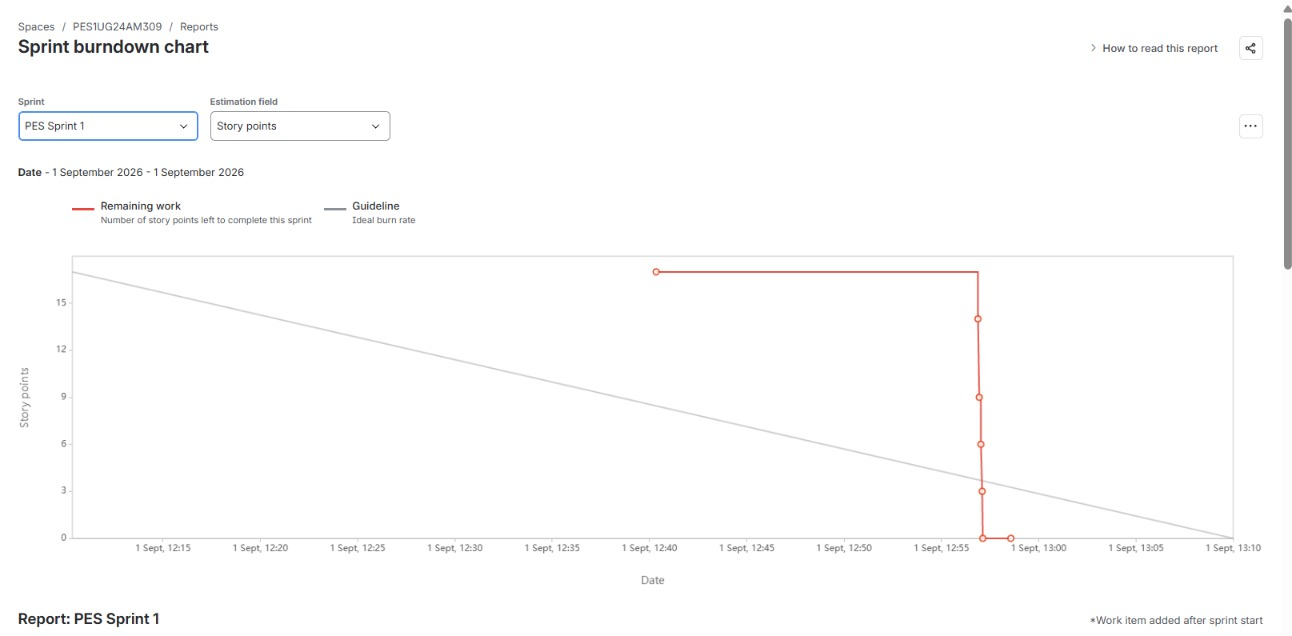 Spaces / PES1UG24AM309 / Reports
Sprint burndown chart
How to read this report
Sprint
Estimation field
PES Sprint 1
Story points
Date - 1 September 2026 - 1 September 2026
Remaining work
Number of story points left to complete this sprint
Guideline
Ideal burn rate
Story points
15
12
9
6
3
0
1 Sept, 12:15
1 Sept, 12:20
1 Sept, 12:25
1 Sept, 12:30
1 Sept, 12:35
1 Sept, 12:40
1 Sept, 12:45
1 Sept, 12:50
1 Sept, 12:55
1 Sept, 13:00
1 Sept, 13:05
1 Sept, 13:10
Date
Report: PES Sprint 1
*Work item added after sprint start